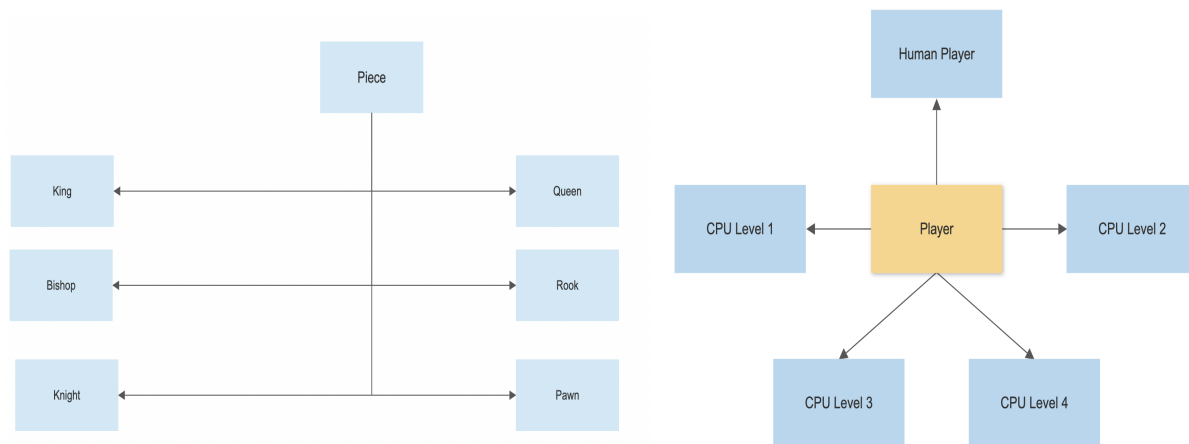 Piece
King
Queen
Bishop
Rook
Knight
Pawn
Human Player
CPU Level 1
Player
CPU Level 2
CPU Level 3
CPU Level 4